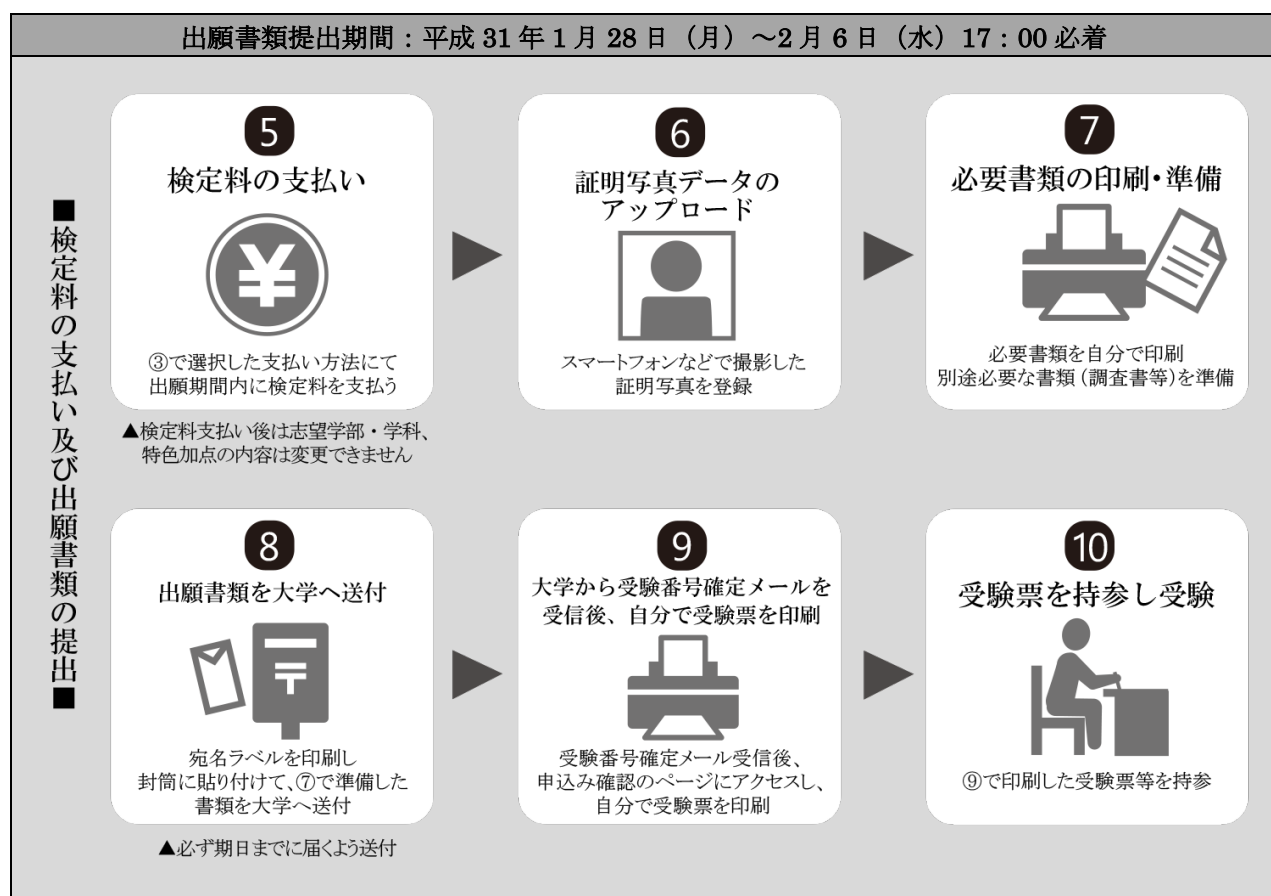 出願書類提出期間：平成 31 年 1 月 28 日（月）～2 月 6 日（水）17：00 必着
■検定料の支払い及び出願書類の提出■
5
検定料の支払い
¥
③で選択した支払い方法にて
出願期間内に検定料を支払う
▲検定料支払い後は志望学部・学科、
特色加点の内容は変更できません
6
証明写真データの
アップロード
スマートフォンなどで撮影した
証明写真を登録
7
必要書類の印刷・準備
必要書類を自分で印刷
別途必要な書類（調査書等）を準備
8
出願書類を大学へ送付
〒
宛名ラベルを印刷し
封筒に貼り付けて、⑦で準備した
書類を大学へ送付
▲必ず期日までに届くよう送付
9
大学から受験番号確定メールを
受信後、自分で受験票を印刷
受験番号確定メール受信後、
申込み確認のページにアクセスし、
自分で受験票を印刷
10
受験票を持参し受験
⑨で印刷した受験票等を持参